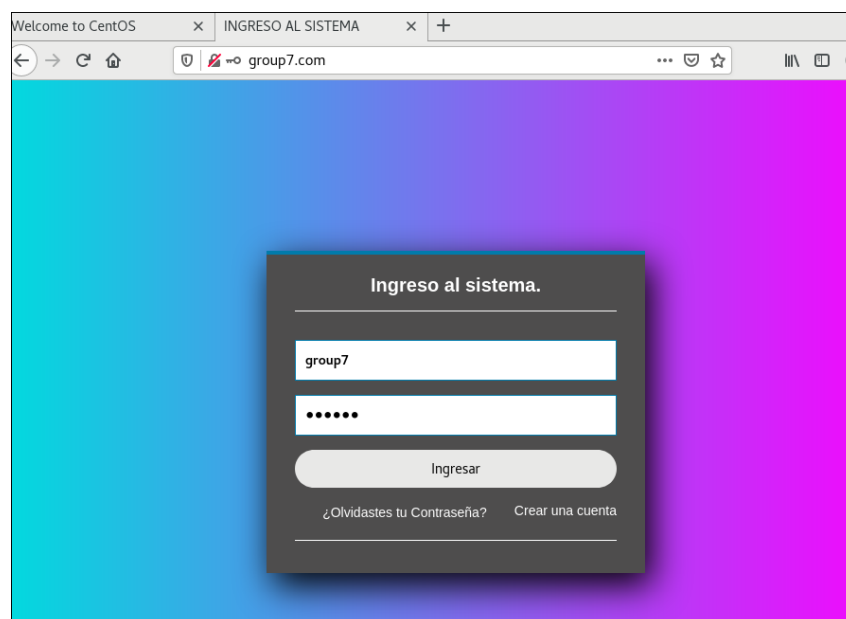 Welcome to CentOS
INGRESO AL SISTEMA
group7.com
Ingreso al sistema.
group7
••••••
Ingresar
¿Olvidastes tu Contraseña?
Crear una cuenta